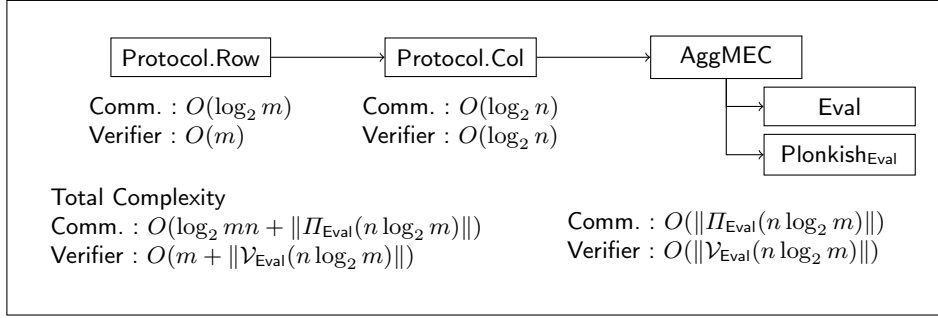 Protocol.Row
Protocol.Col
AggMEC
Comm. : O(log₂ m)
Verifier : O(m)
Comm. : O(log₂ n)
Verifier : O(log₂ n)
Eval
Plonkish_Eval
Total Complexity
Comm. : O(log₂ mn + ‖Π_Eval(n log₂ m)‖)
Verifier : O(m + ‖𝒱_Eval(n log₂ m)‖)
Comm. : O(‖Π_Eval(n log₂ m)‖)
Verifier : O(‖𝒱_Eval(n log₂ m)‖)